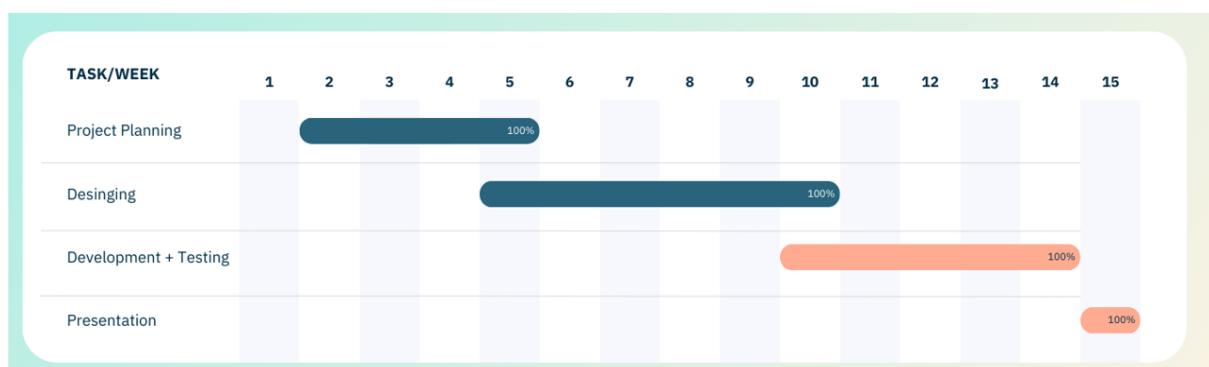 TASK/WEEK 1 2 3 4 5 6 7 8 9 10 11 12 13 14 15
Project Planning 100%
Desinging 100%
Development + Testing 100%
Presentation 100%